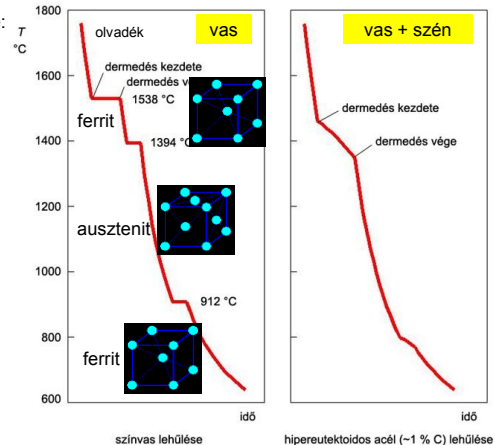 T
°C
1800
1600
1400
1200
1000
800
600
vas
olvadék
dermedés kezdete
1538 °C
ferrit
1394 °C
ausztenit
912 °C
ferrit
idő
színvas lehűlése
vas + szén
dermedés kezdete
dermedés vége
idő
hipereutektoidos acél (~1 % C) lehűlése